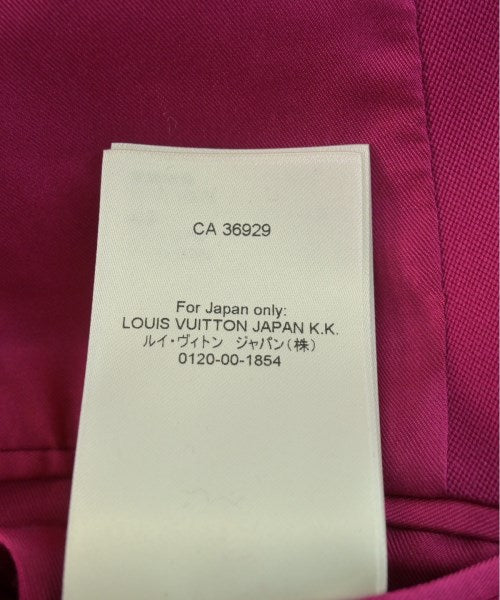 CA 36929
For Japan only:
LOUIS VUITTON JAPAN K.K.
ルイ・ヴィトン　ジャパン（株）
0120-00-1854